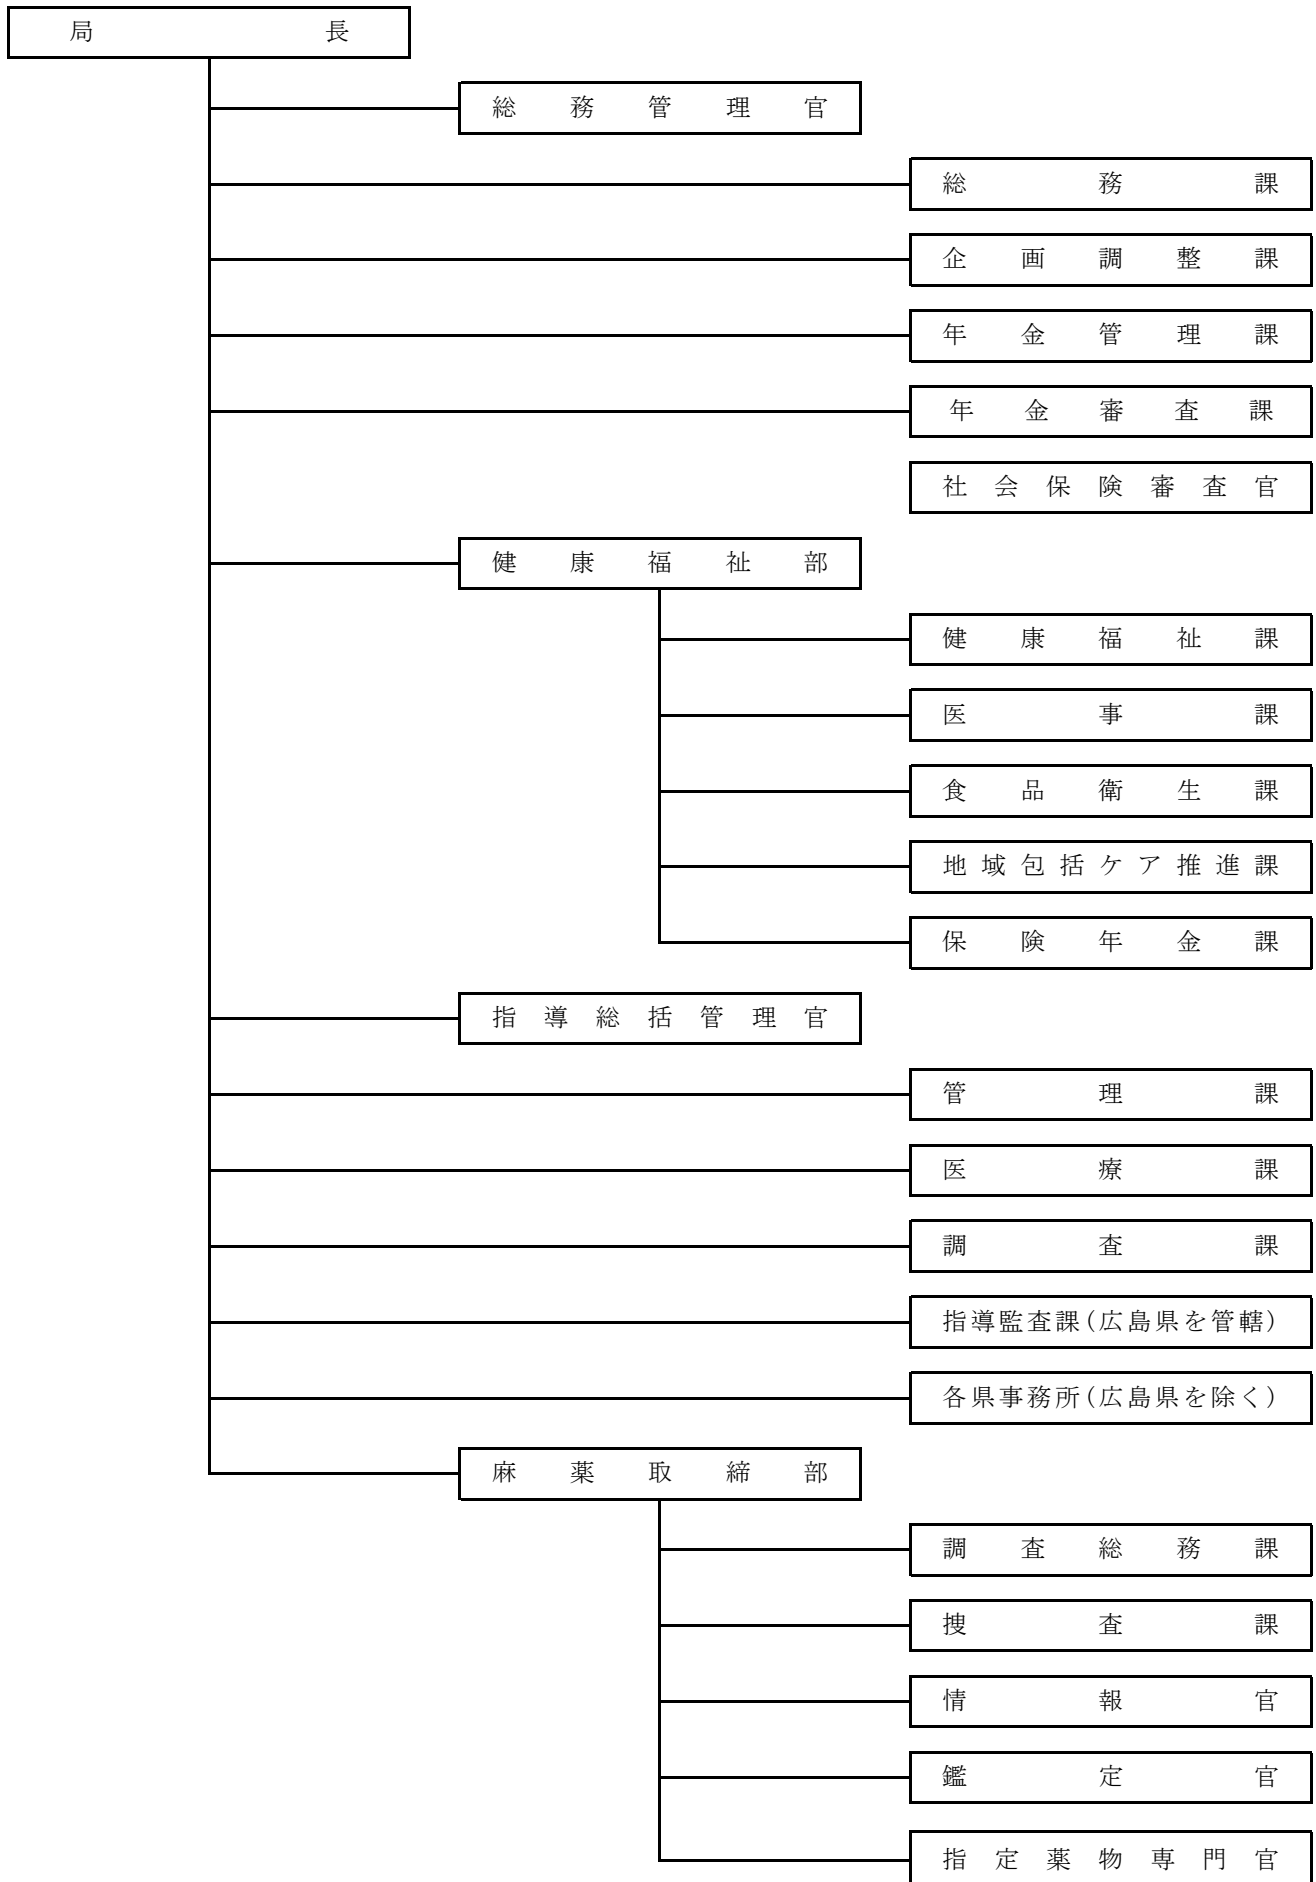 局長
総務管理官
総務課
企画調整課
年金管理課
年金審査課
社会保険審査官
健康福祉部
健康福祉課
医事課
食品衛生課
地域包括ケア推進課
保険年金課
指導総括管理官
管理課
医療課
調査課
指導監査課(広島県を管轄)
各県事務所(広島県を除く)
麻薬取締部
調査総務課
捜査課
情報官
鑑定官
指定薬物専門官